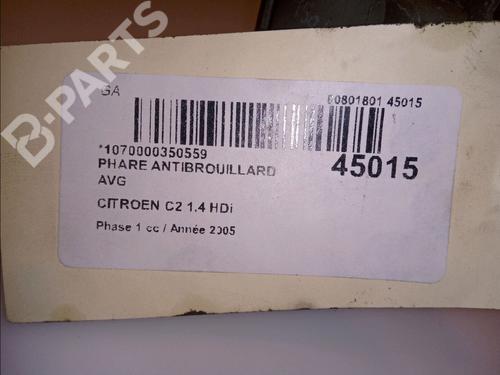 B-PARTS
GA
00801801 45015
*1070000350559
45015
PHARE ANTIBROUILLARD
AVG
CITROEN C2 1.4 HDi
Phase 1 cc / Année 2005